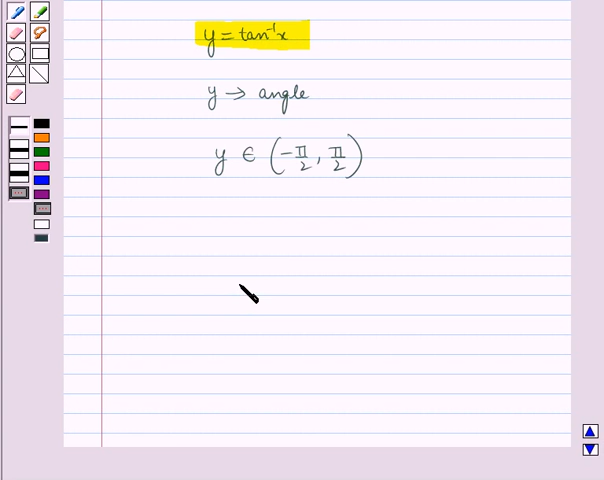 y = tan⁻¹x
y → angle
y ∈ (-π/2, π/2)